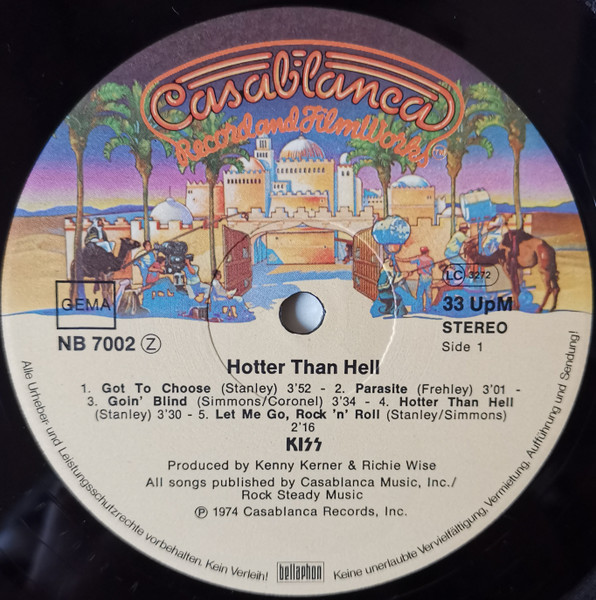 Casablanca
Record and FilmWorks
GEMA
LC 3272
NB 7002 Z
33 UpM
STEREO
Side 1
Hotter Than Hell
1. Got To Choose (Stanley) 3'52 - 2. Parasite (Frehley) 3'01 -
3. Goin' Blind (Simmons/Coronel) 3'34 - 4. Hotter Than Hell
(Stanley) 3'30 - 5. Let Me Go, Rock 'n' Roll (Stanley/Simmons)
2'16
KISS
Produced by Kenny Kerner & Richie Wise
All songs published by Casablanca Music, Inc./
Rock Steady Music
℗ 1974 Casablanca Records, Inc.
Alle Urheber- und Leistungsschutzrechte vorbehalten. Kein Verleih!
bellaphon
Keine unerlaubte Vervielfältigung, Vermietung, Aufführung und Sendung!